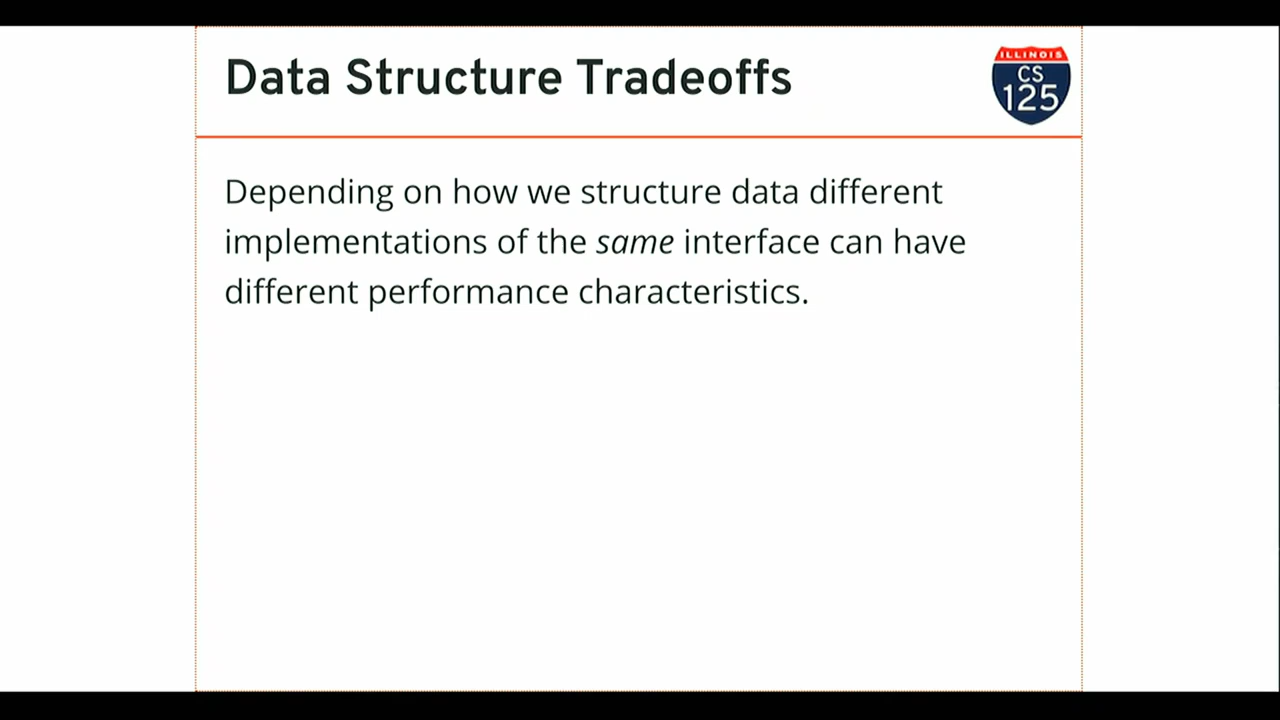 Data Structure Tradeoffs
ILLINOIS
CS
125
Depending on how we structure data different
implementations of the same interface can have
different performance characteristics.